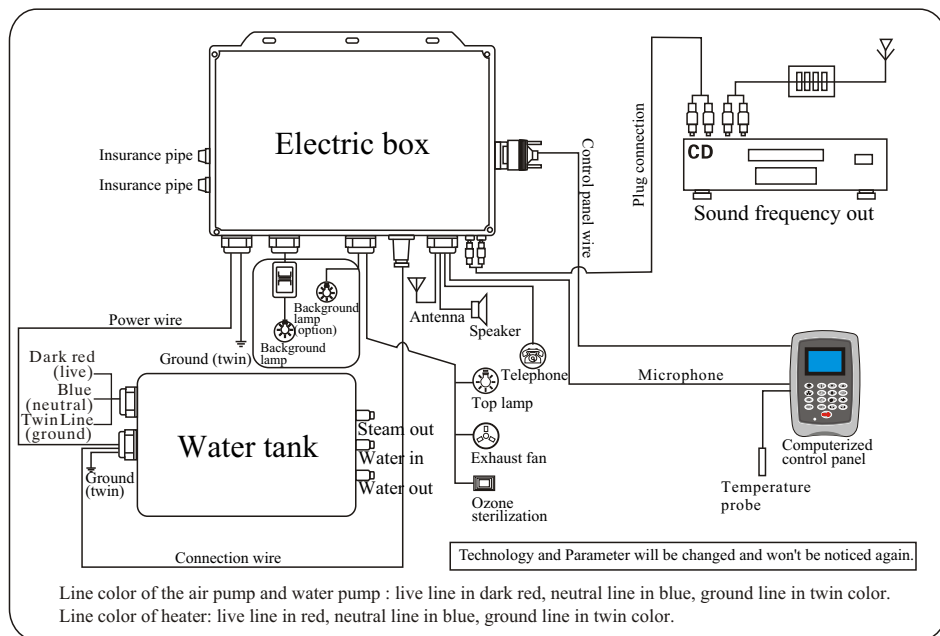 Electric box
Insurance pipe
Insurance pipe
Control panel wire
Plug connection
CD
Sound frequency out
Background
lamp
(option)
Background
lamp
Antenna
Speaker
Telephone
Power wire
Ground (twin)
Dark red
(live)
Blue
(neutral)
Twin Line
(ground)
Ground
(twin)
Water tank
Steam out
Water in
Water out
Top lamp
Exhaust fan
Ozone
sterilization
Microphone
Computerized
control panel
Temperature
probe
Connection wire
Technology and Parameter will be changed and won't be noticed again.
Line color of the air pump and water pump : live line in dark red, neutral line in blue, ground line in twin color.
Line color of heater: live line in red, neutral line in blue, ground line in twin color.